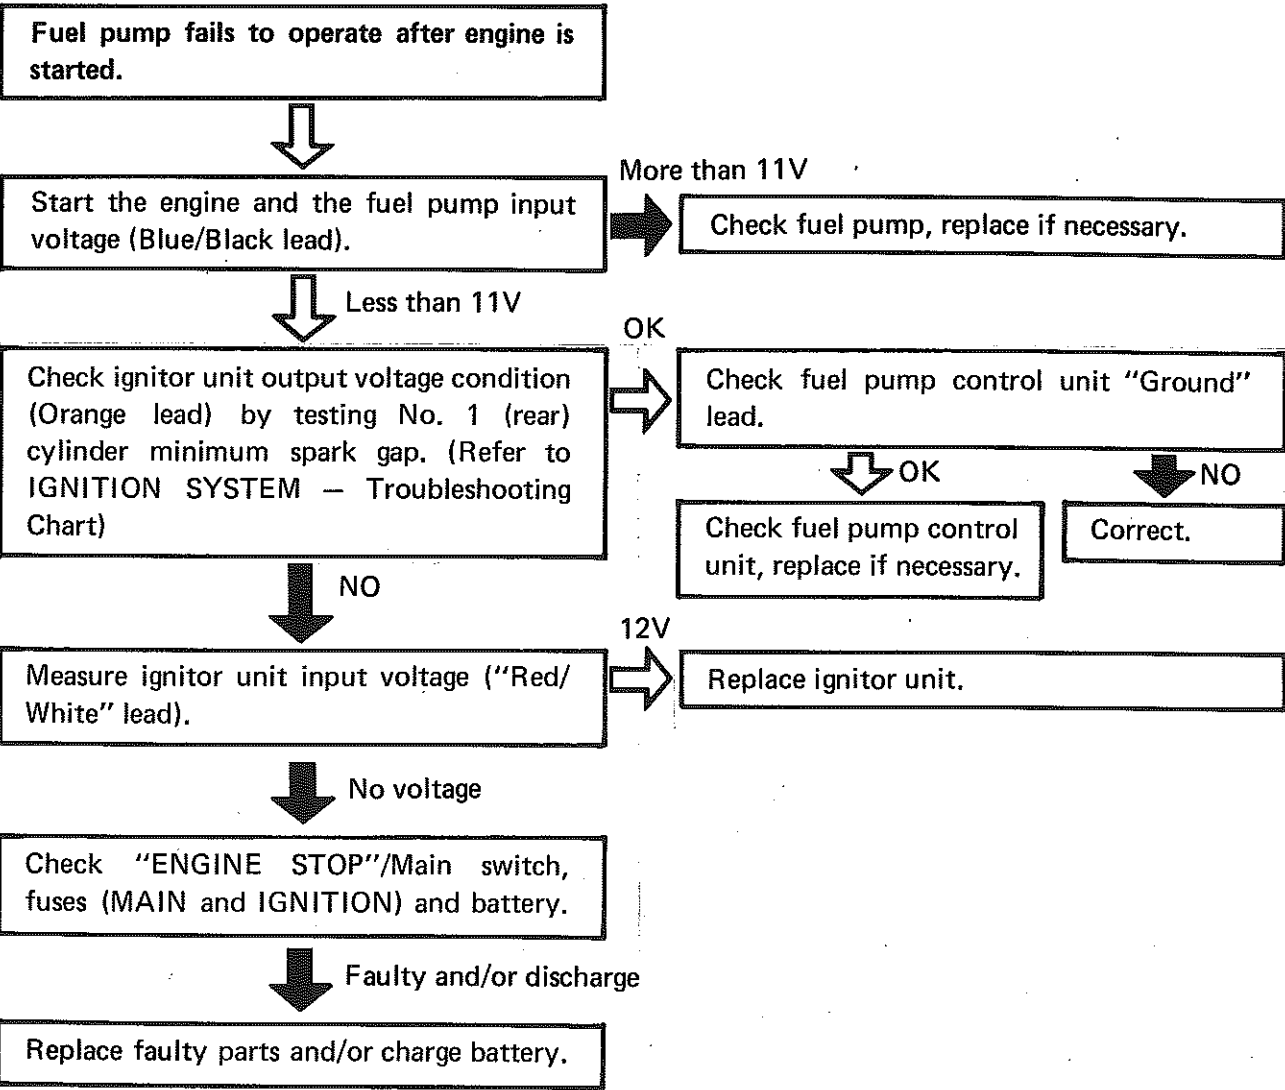 Fuel pump fails to operate after engine is
started.
More than 11V
Start the engine and the fuel pump input
voltage (Blue/Black lead).
Check fuel pump, replace if necessary.
Less than 11V
OK
Check ignitor unit output voltage condition
(Orange lead) by testing No. 1 (rear)
cylinder minimum spark gap. (Refer to
IGNITION SYSTEM — Troubleshooting
Chart)
Check fuel pump control unit "Ground"
lead.
OK
NO
Check fuel pump control
unit, replace if necessary.
Correct.
NO
12V
Measure ignitor unit input voltage ("Red/
White" lead).
Replace ignitor unit.
No voltage
Check "ENGINE STOP"/Main switch,
fuses (MAIN and IGNITION) and battery.
Faulty and/or discharge
Replace faulty parts and/or charge battery.